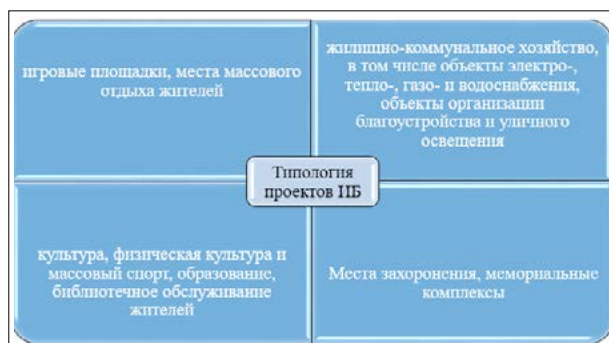 игровые площадки, места массового
отдыха жителей
жилищно-коммунальное хозяйство,
в том числе объекты электро-,
тепло-, газо- и водоснабжения,
объекты организации
благоустройства и уличного
освещения
Типология
проектов ИБ
культура, физическая культура и
массовый спорт, образование,
библиотечное обслуживание
жителей
Места захоронения, мемориальные
комплексы